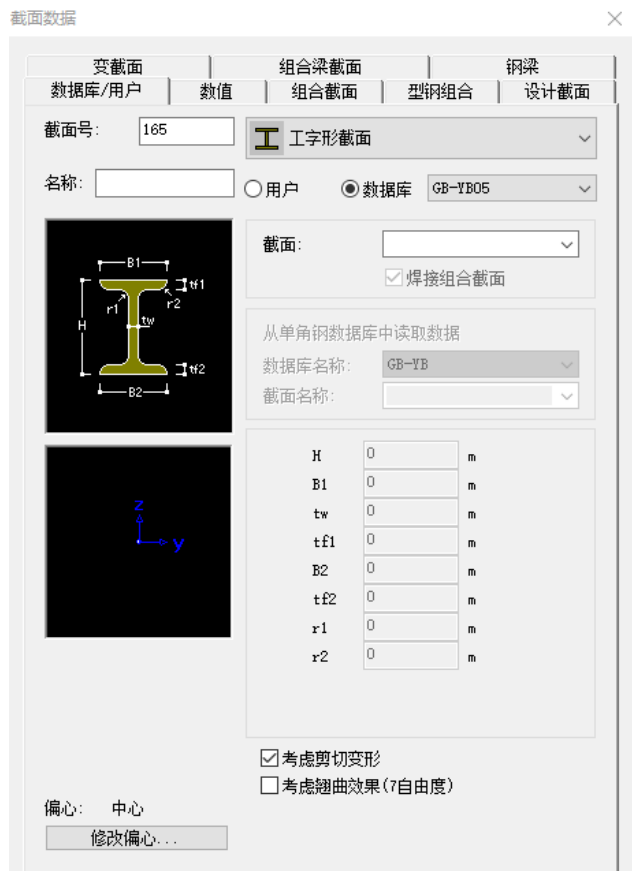 截面数据
变截面 组合梁截面 钢梁
数据库/用户 数值 组合截面 型钢组合 设计截面
截面号: 165 工字形截面
名称: 用户 数据库 GB-YB05
截面:
焊接组合截面
B1
tf1
r1 r2
H tw
tf2
B2
从单角钢数据库中读取数据
数据库名称: GB-YB
截面名称:
H 0 m
B1 0 m
tw 0 m
tf1 0 m
B2 0 m
tf2 0 m
r1 0 m
r2 0 m
z
y
考虑剪切变形
考虑翘曲效果(7自由度)
偏心: 中心
修改偏心...